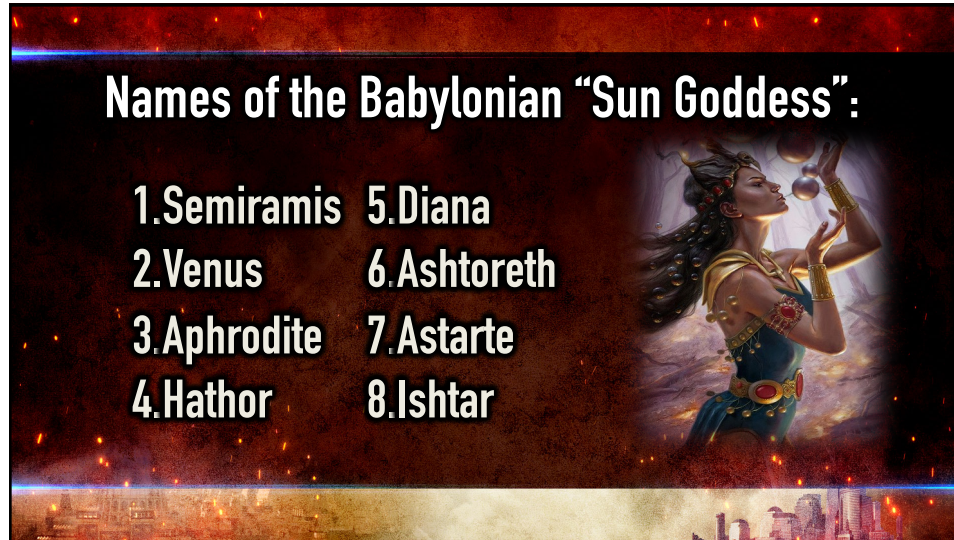 Names of the Babylonian “Sun Goddess”:
1.Semiramis
2.Venus
3.Aphrodite
4.Hathor
5.Diana
6.Ashtoreth
7.Astarte
8.Ishtar